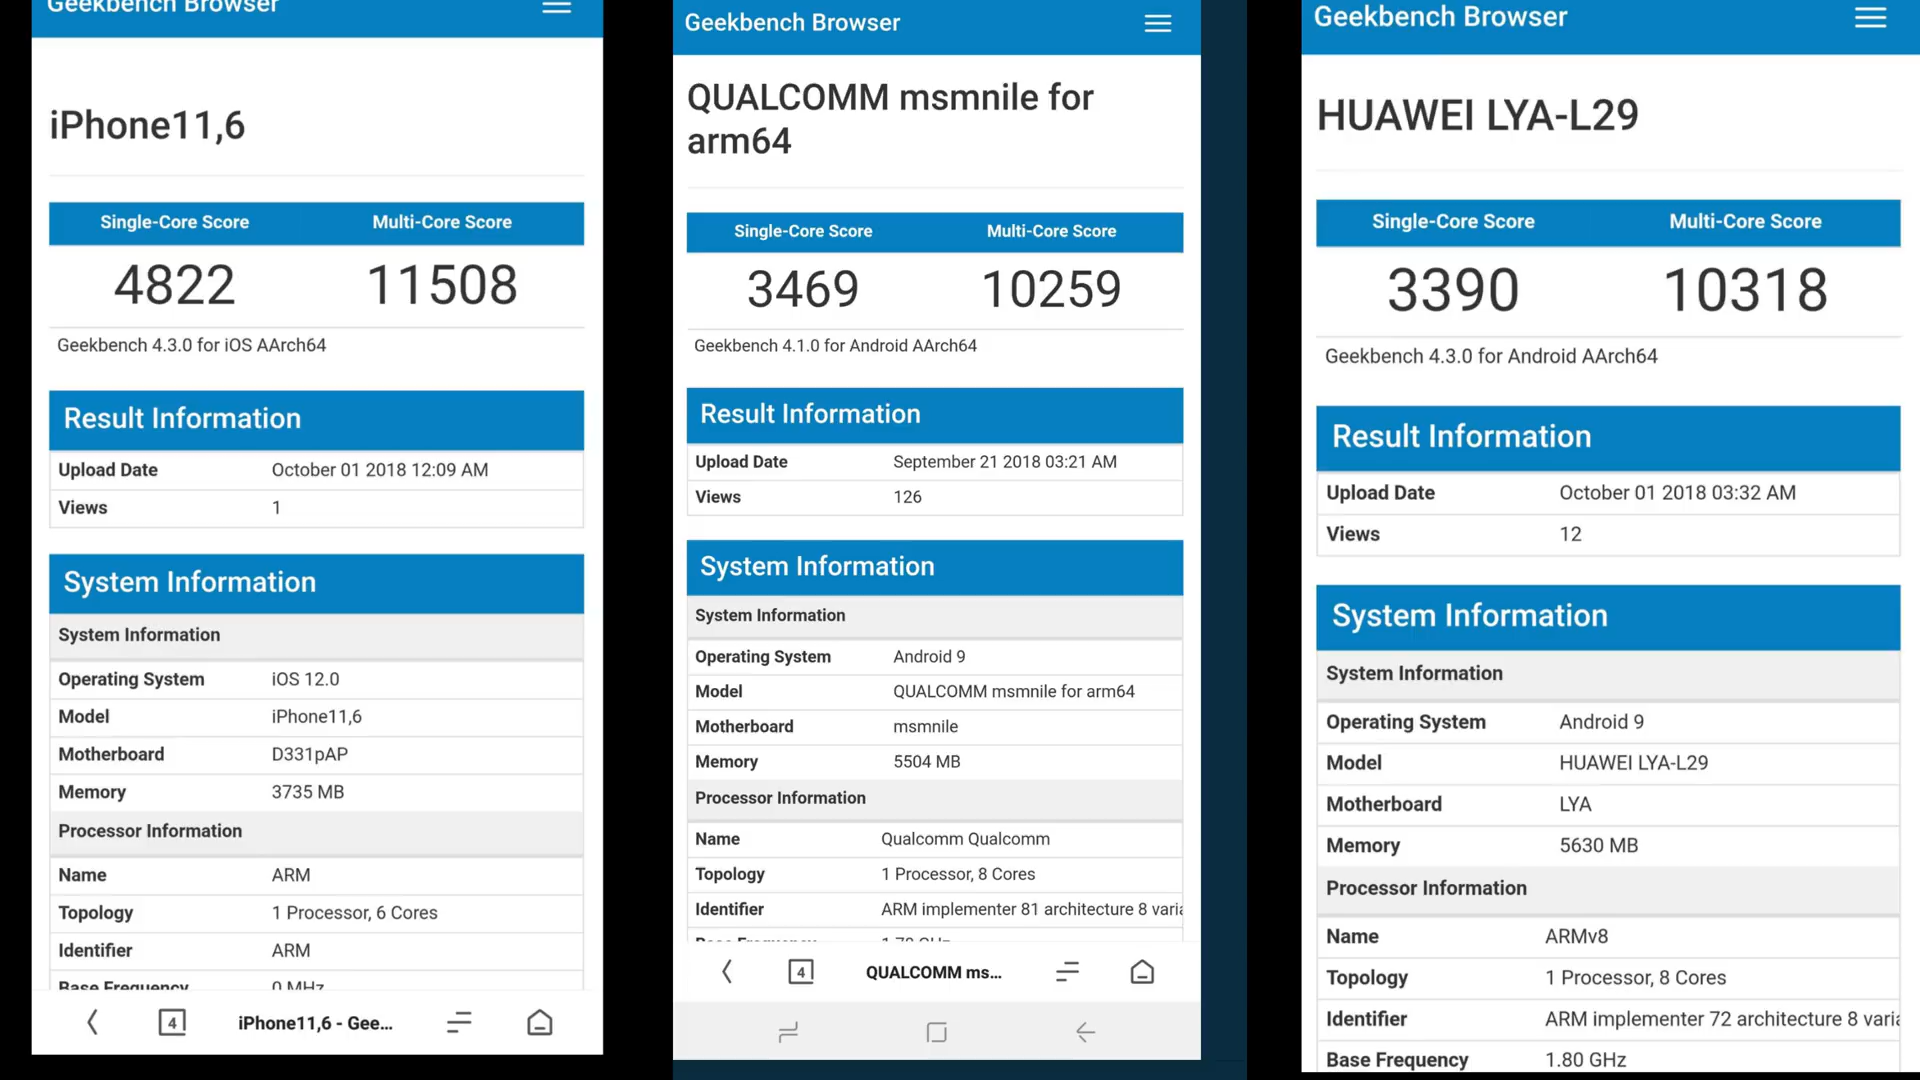 Geekbench Browser
iPhone11,6
Single-Core Score Multi-Core Score
4822 11508
Geekbench 4.3.0 for iOS AArch64
Result Information
Upload Date October 01 2018 12:09 AM
Views 1
System Information
System Information
Operating System iOS 12.0
Model iPhone11,6
Motherboard D331pAP
Memory 3735 MB
Processor Information
Name ARM
Topology 1 Processor, 6 Cores
Identifier ARM
Base Frequency 0 MHz
4 iPhone11,6 - Gee...
Geekbench Browser
QUALCOMM msmnile for
arm64
Single-Core Score Multi-Core Score
3469 10259
Geekbench 4.1.0 for Android AArch64
Result Information
Upload Date September 21 2018 03:21 AM
Views 126
System Information
System Information
Operating System Android 9
Model QUALCOMM msmnile for arm64
Motherboard msmnile
Memory 5504 MB
Processor Information
Name Qualcomm Qualcomm
Topology 1 Processor, 8 Cores
Identifier ARM implementer 81 architecture 8 varia
Base Frequency 1.78 GHz
4 QUALCOMM ms...
Geekbench Browser
HUAWEI LYA-L29
Single-Core Score Multi-Core Score
3390 10318
Geekbench 4.3.0 for Android AArch64
Result Information
Upload Date October 01 2018 03:32 AM
Views 12
System Information
System Information
Operating System Android 9
Model HUAWEI LYA-L29
Motherboard LYA
Memory 5630 MB
Processor Information
Name ARMv8
Topology 1 Processor, 8 Cores
Identifier ARM implementer 72 architecture 8 varia
Base Frequency 1.80 GHz